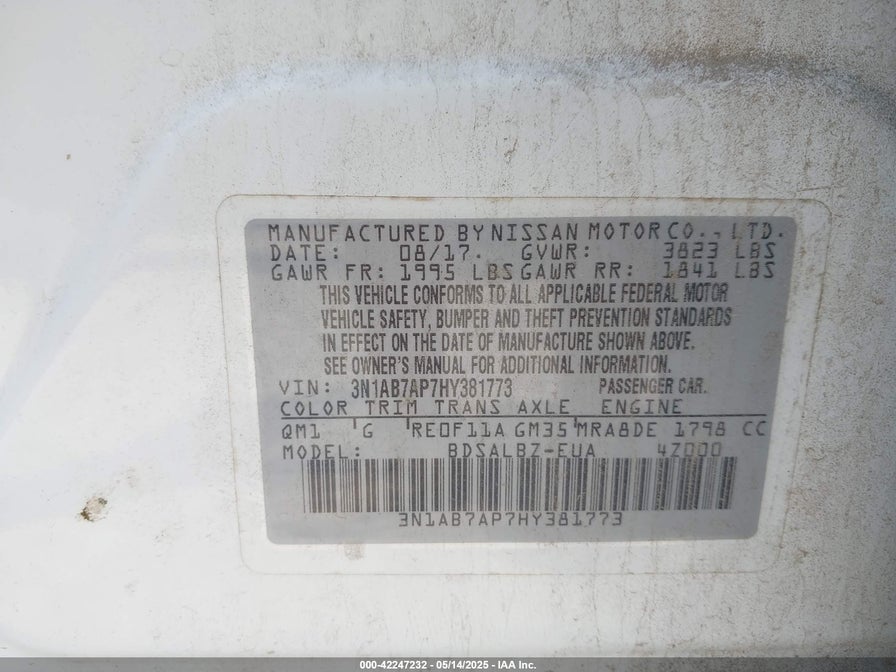 MANUFACTURED BY NISSAN MOTOR CO., LTD.
DATE: 08/17. GVWR: 3823 LBS
GAWR FR: 1995 LBS GAWR RR: 1841 LBS
THIS VEHICLE CONFORMS TO ALL APPLICABLE FEDERAL MOTOR
VEHICLE SAFETY, BUMPER AND THEFT PREVENTION STANDARDS
IN EFFECT ON THE DATE OF MANUFACTURE SHOWN ABOVE.
SEE OWNER'S MANUAL FOR ADDITIONAL INFORMATION.
VIN: 3N1AB7AP7HY381773 PASSENGER CAR.
COLOR TRIM TRANS AXLE ENGINE
QM1 G RE0F11A GM35 MRA8DE 1798 CC
MODEL: BDSALBZ-EUA 4Z000
3N1AB7AP7HY381773
000-42247232 - 05/14/2025 - IAA Inc.